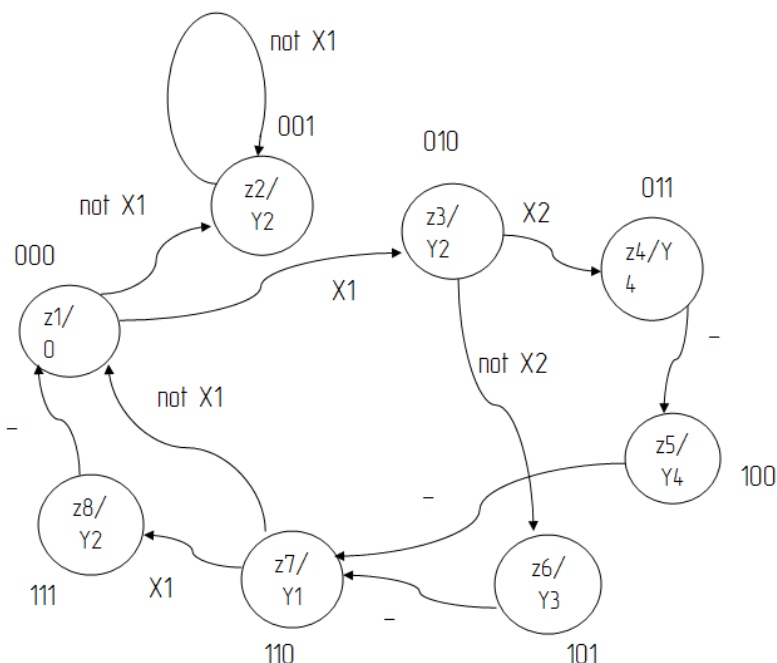 not X1
001
010
z2/
Y2
011
not X1
z3/
Y2
X2
000
z4/Y
4
X1
z1/
0
–
not X2
not X1
–
z5/
Y4
100
–
z8/
Y2
z7/
Y1
z6/
Y3
X1
111
–
110
101